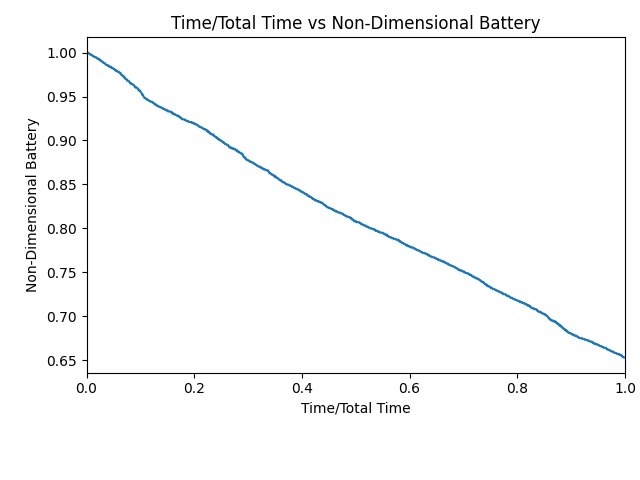 Time/Total Time vs Non-Dimensional Battery
1.00
0.95
0.90
0.85
0.80
0.75
0.70
0.65
Non-Dimensional Battery
0.0 0.2 0.4 0.6 0.8 1.0
Time/Total Time